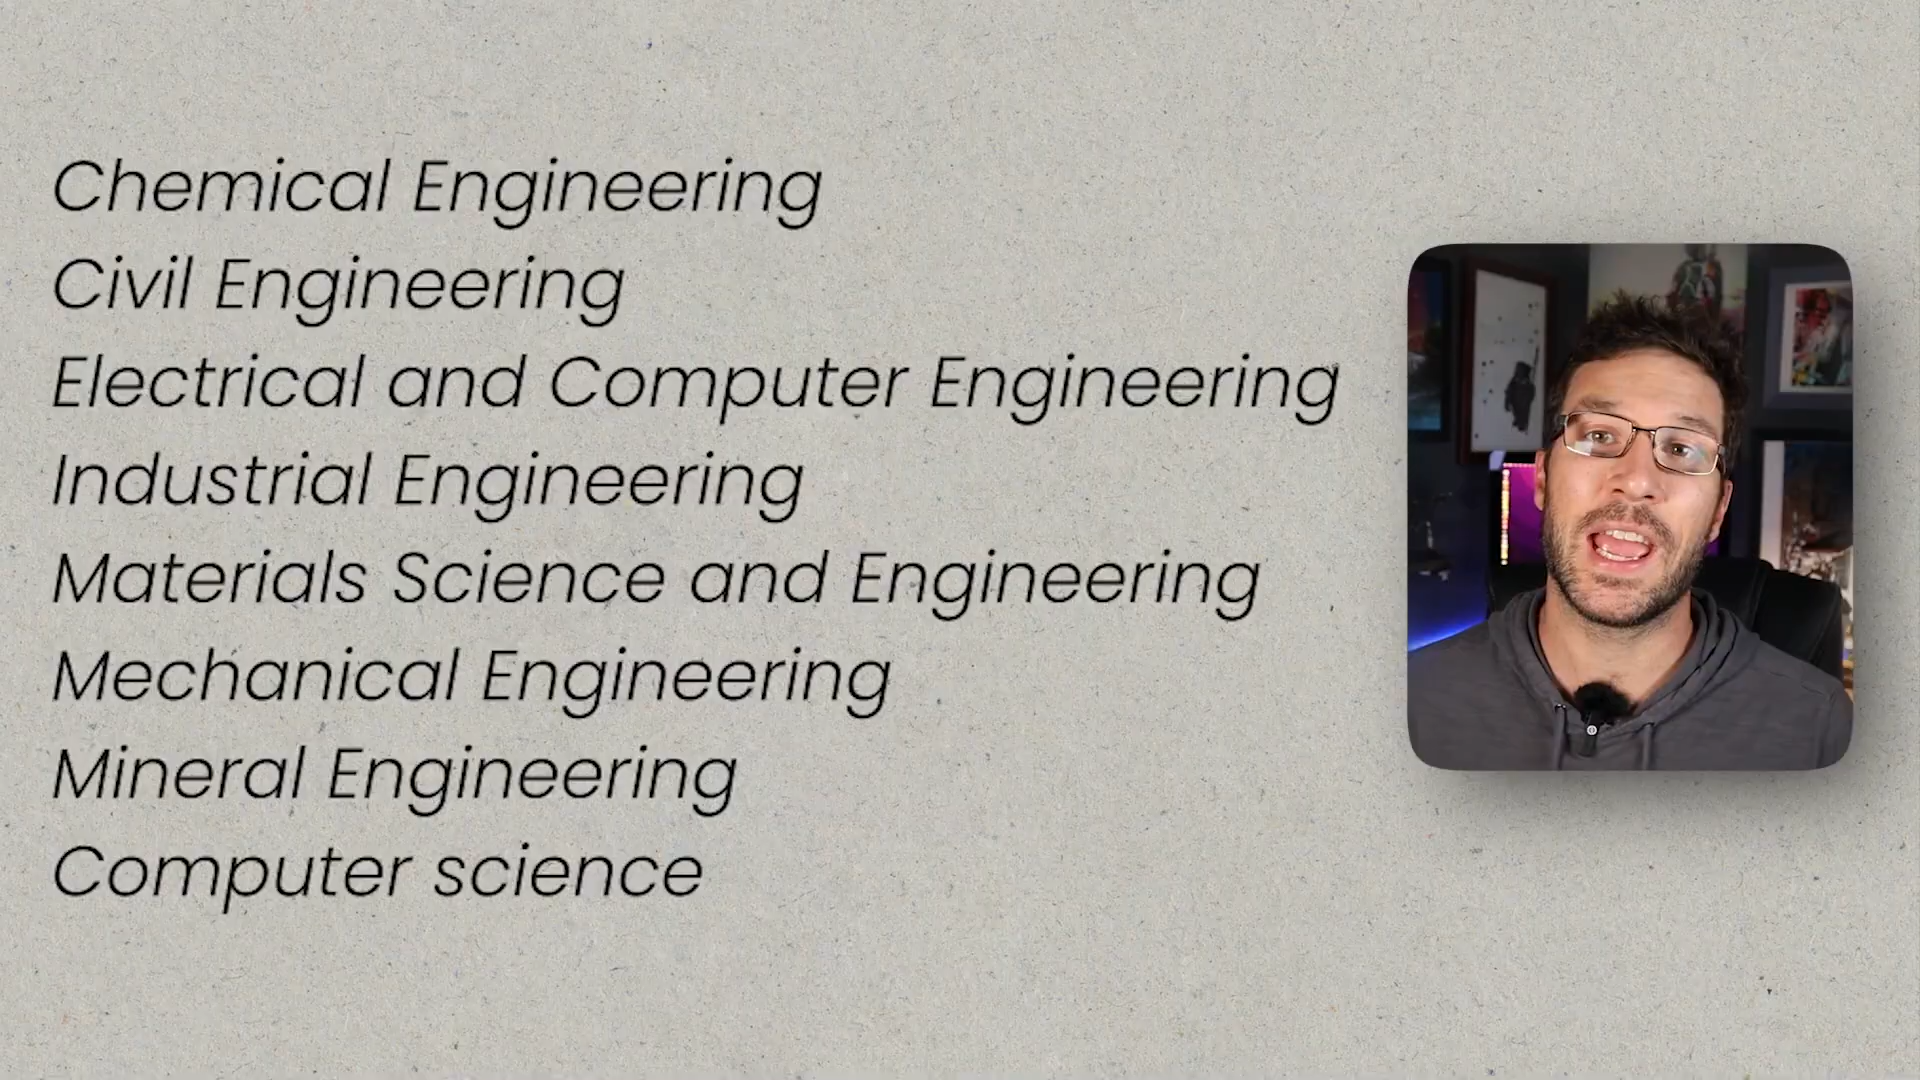 Chemical Engineering
Civil Engineering
Electrical and Computer Engineering
Industrial Engineering
Materials Science and Engineering
Mechanical Engineering
Mineral Engineering
Computer science